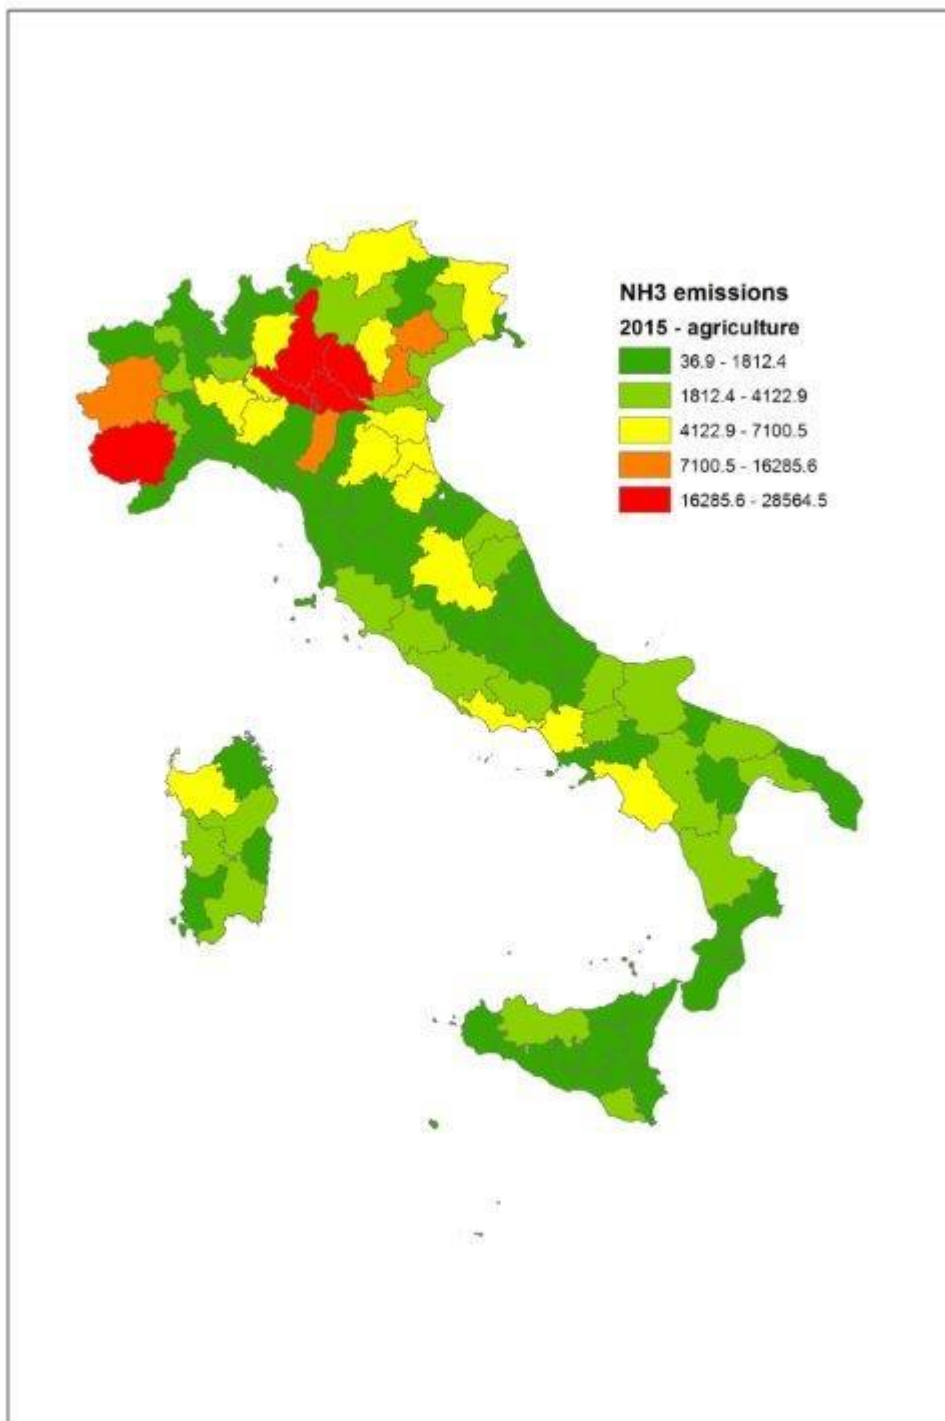 NH3 emissions
2015 - agriculture
36.9 - 1812.4
1812.4 - 4122.9
4122.9 - 7100.5
7100.5 - 16285.6
16285.6 - 28564.5